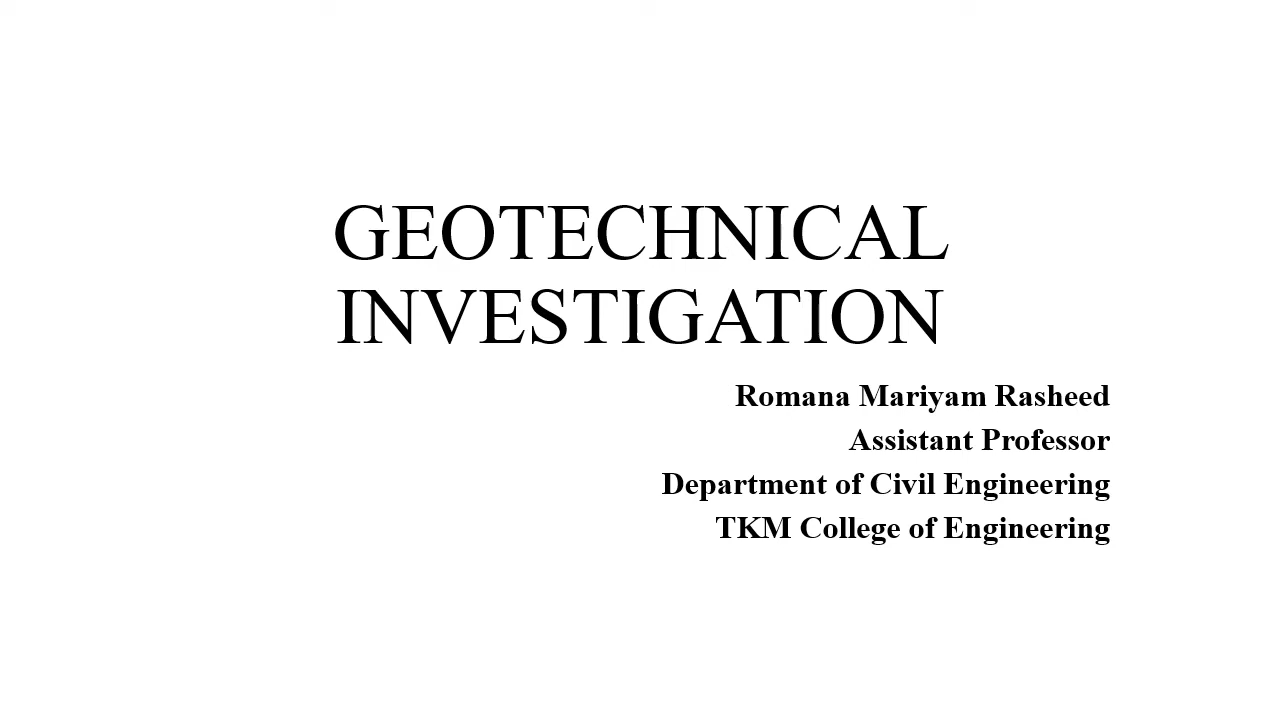 GEOTECHNICAL
INVESTIGATION
Romana Mariyam Rasheed
Assistant Professor
Department of Civil Engineering
TKM College of Engineering